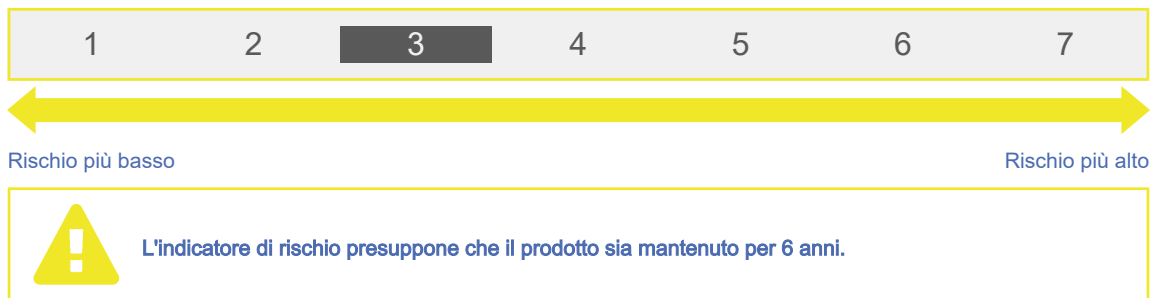 1 2 3 4 5 6 7
Rischio più basso Rischio più alto
L'indicatore di rischio presuppone che il prodotto sia mantenuto per 6 anni.